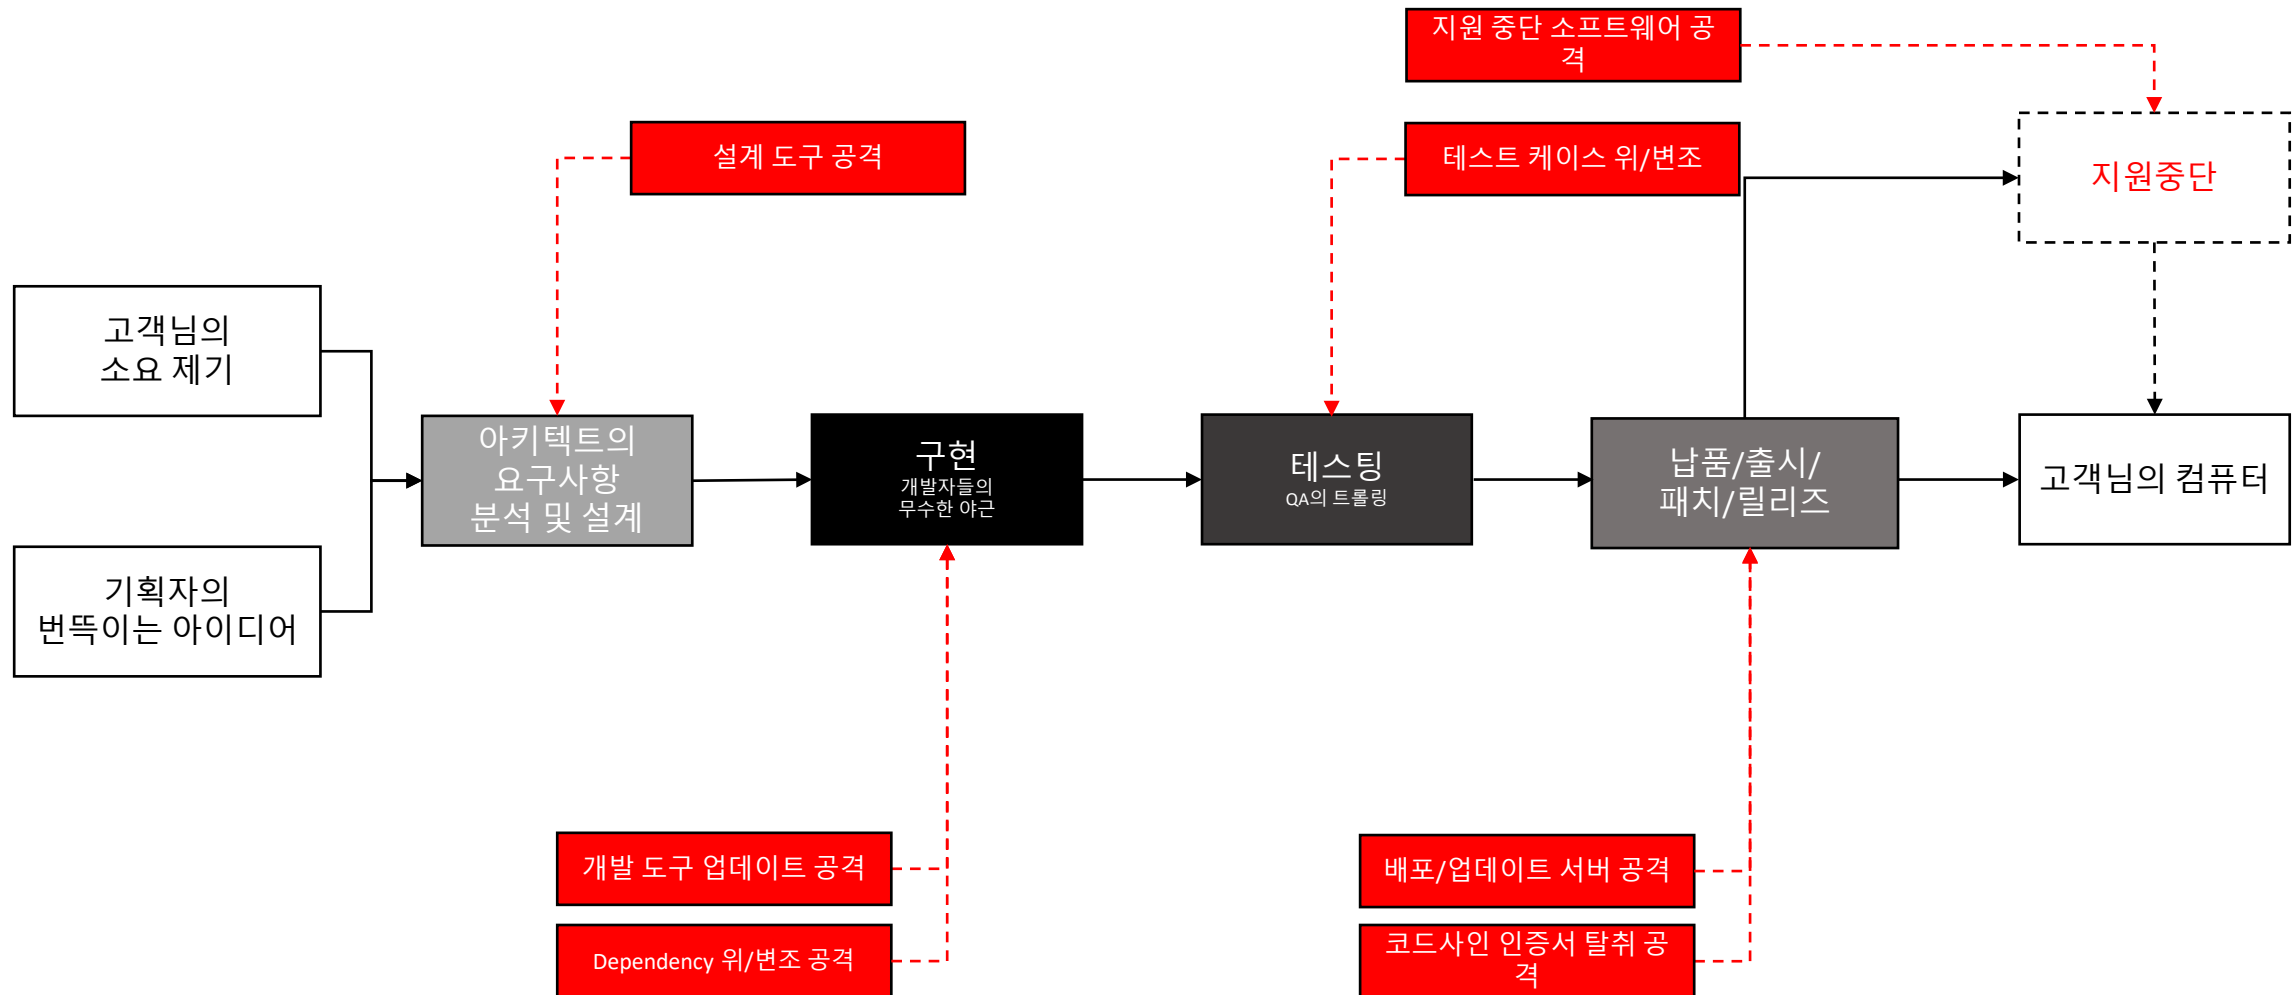 지원 중단 소프트웨어 공
격
설계 도구 공격
테스트 케이스 위/변조
지원중단
고객님의
소요 제기
아키텍트의
요구사항
분석 및 설계
구현
개발자들의
무수한 야근
테스팅
QA의 트롤링
납품/출시/
패치/릴리즈
고객님의 컴퓨터
기획자의
번뜩이는 아이디어
개발 도구 업데이트 공격
배포/업데이트 서버 공격
Dependency 위/변조 공격
코드사인 인증서 탈취 공
격